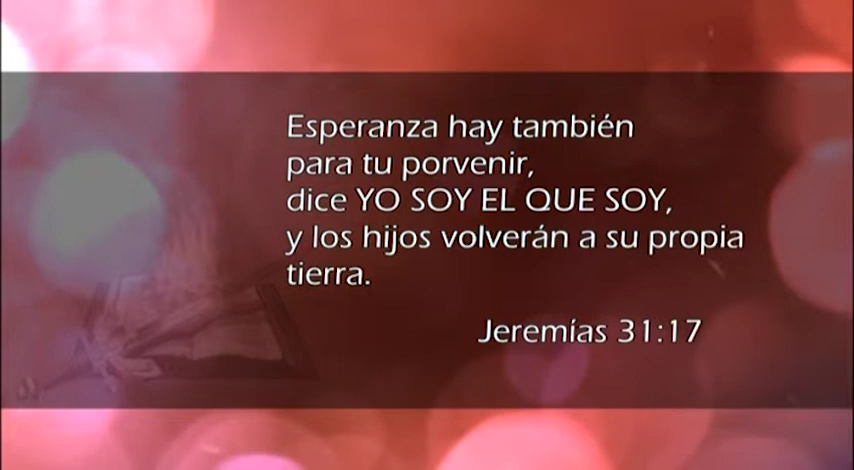 Esperanza hay también
para tu porvenir,
dice YO SOY EL QUE SOY,
y los hijos volverán a su propia
tierra.
Jeremías 31:17